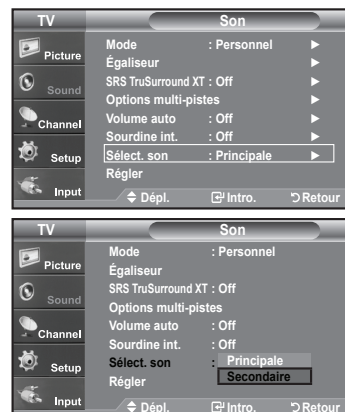 TV Son
Picture
Sound
Channel
Setup
Input
Mode : Personnel ►
Égaliseur ►
SRS TruSurround XT : Off ►
Options multi-pistes ►
Volume auto : Off ►
Sourdine int. : Off ►
Sélect. son : Principale ►
Régler
Dépl. Intro. Retour
TV Son
Picture
Sound
Channel
Setup
Input
Mode : Personnel
Égaliseur
SRS TruSurround XT : Off
Options multi-pistes
Volume auto : Off
Sourdine int. : Off
Sélect. son : Principale
Régler Secondaire
Dépl. Intro. Retour